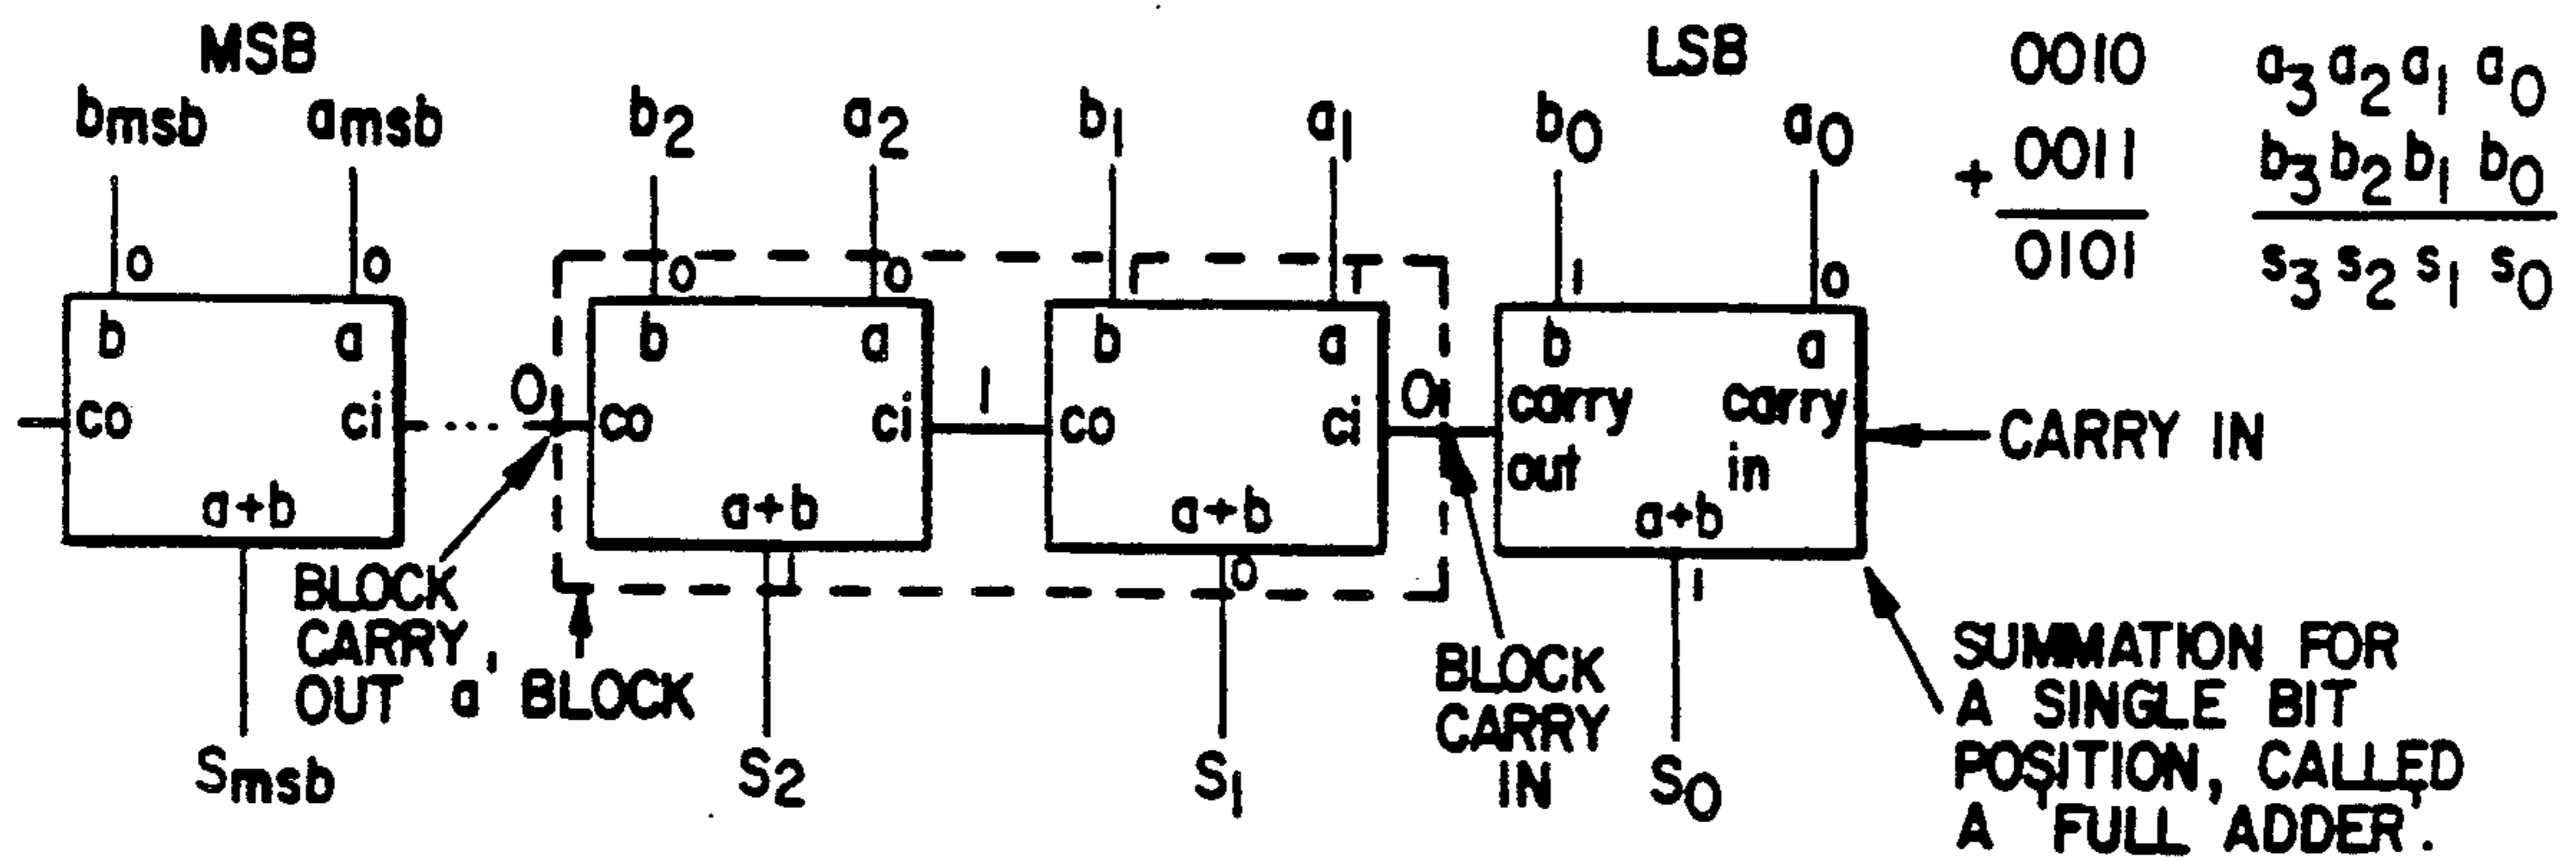 MSB LSB
0010 a3 a2 a1 a0
bmsb amsb b2 a2 b1 a1 b0 a0
+ 0011 b3 b2 b1 b0
0101 s3 s2 s1 s0
0 0 0 0 1 1 1 0
b a b a b a b a
0 1 0
co ci ... co ci co ci carry out carry in CARRY IN
a+b a+b a+b a+b
1 0 1
BLOCK
CARRY
OUT
'a' BLOCK
BLOCK
CARRY
IN
SUMMATION FOR
A SINGLE BIT
POSITION, CALLED
A 'FULL ADDER'.
Smsb S2 S1 S0